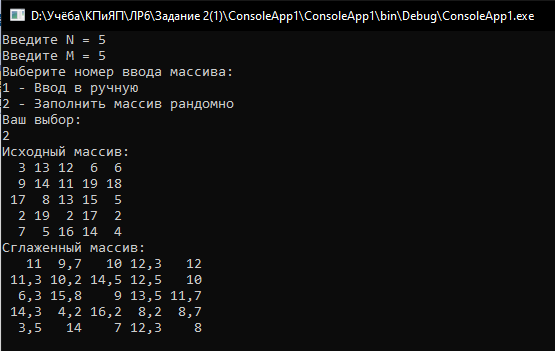 D:\Учёба\КПиЯП\ЛР6\Задание 2(1)\ConsoleApp1\ConsoleApp1\bin\Debug\ConsoleApp1.exe
Введите N = 5
Введите M = 5
Выберите номер ввода массива:
1 - Ввод в ручную
2 - Заполнить массив рандомно
Ваш выбор:
2
Исходный массив:
3 13 12 6 6
9 14 11 19 18
17 8 13 15 5
2 19 2 17 2
7 5 16 14 4
Сглаженный массив:
11 9,7 10 12,3 12
11,3 10,2 14,5 12,5 10
6,3 15,8 9 13,5 11,7
14,3 4,2 16,2 8,2 8,7
3,5 14 7 12,3 8